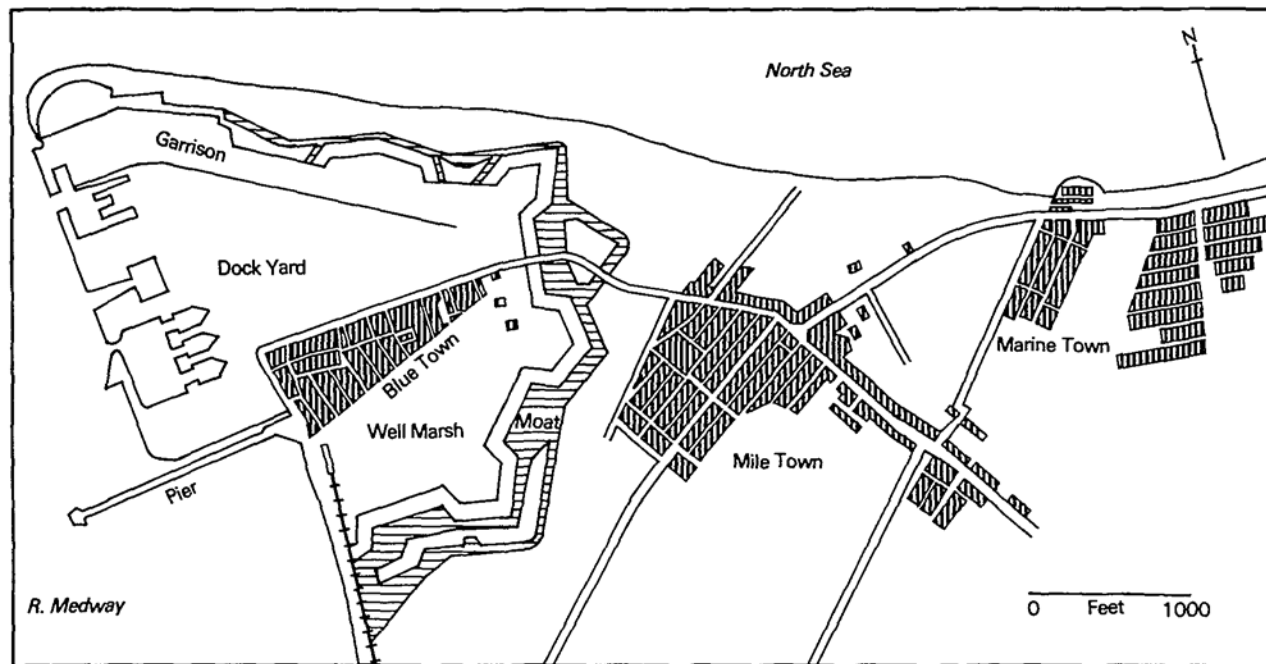 North Sea
N
Garrison
Dock Yard
Blue Town
Marine Town
Well Marsh
Moat
Mile Town
Pier
R. Medway
0 Feet 1000